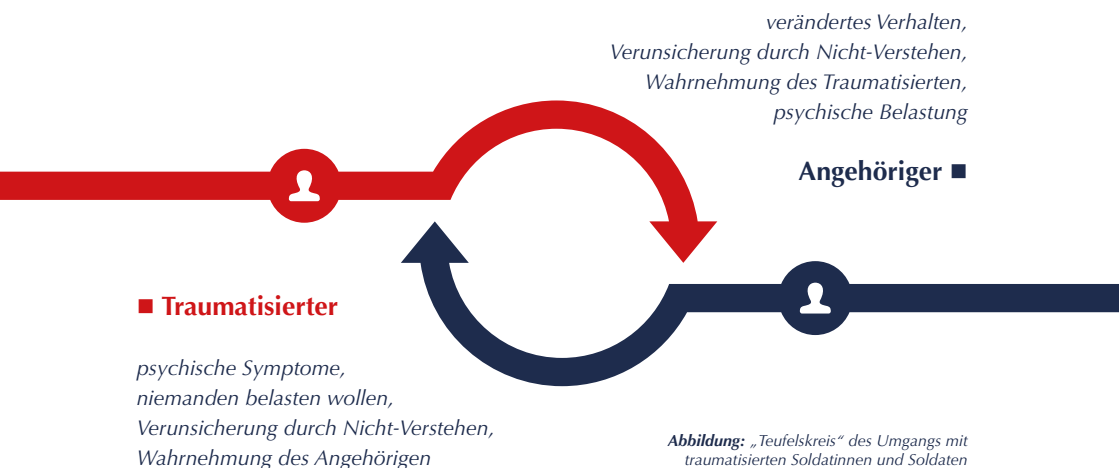 verändertes Verhalten,
Verunsicherung durch Nicht-Verstehen,
Wahrnehmung des Traumatisierten,
psychische Belastung
Angehöriger
Traumatisierter
psychische Symptome,
niemanden belasten wollen,
Verunsicherung durch Nicht-Verstehen,
Wahrnehmung des Angehörigen
Abbildung: „Teufelskreis“ des Umgangs mit
traumatisierten Soldatinnen und Soldaten